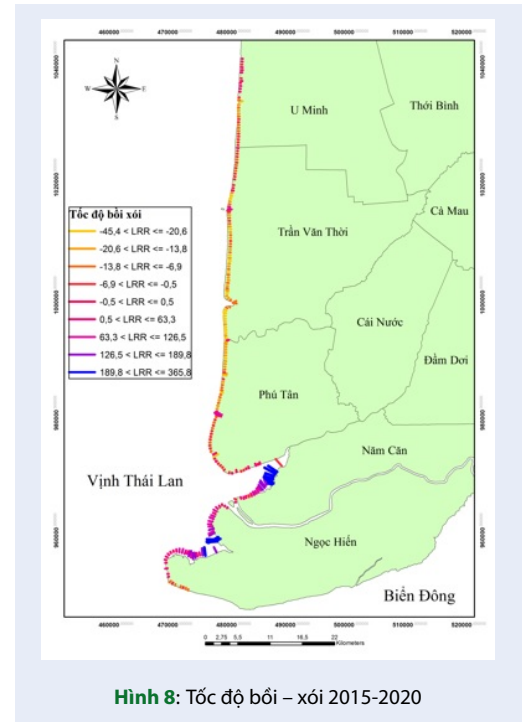 460000 470000 480000 490000 500000 510000 520000
1040000
1040000
N
W E
S
U Minh
Thới Bình
1020000
1020000
Tốc độ bồi xói
-45,4 < LRR <= -20,6
-20,6 < LRR <= -13,8
-13,8 < LRR <= -6,9
-6,9 < LRR <= -0,5
-0,5 < LRR <= 0,5
0,5 < LRR <= 63,3
63,3 < LRR <= 126,5
126,5 < LRR <= 189,8
189,8 < LRR <= 365,8
Cà Mau
Trần Văn Thời
1000000
1000000
Cái Nước
Đầm Dơi
Phú Tân
980000
980000
Năm Căn
Vịnh Thái Lan
960000
960000
Ngọc Hiển
Biển Đông
0 2,75 5,5 11 16,5 22
Kilometers
460000 470000 480000 490000 500000 510000 520000
Hình 8: Tốc độ bồi – xói 2015-2020